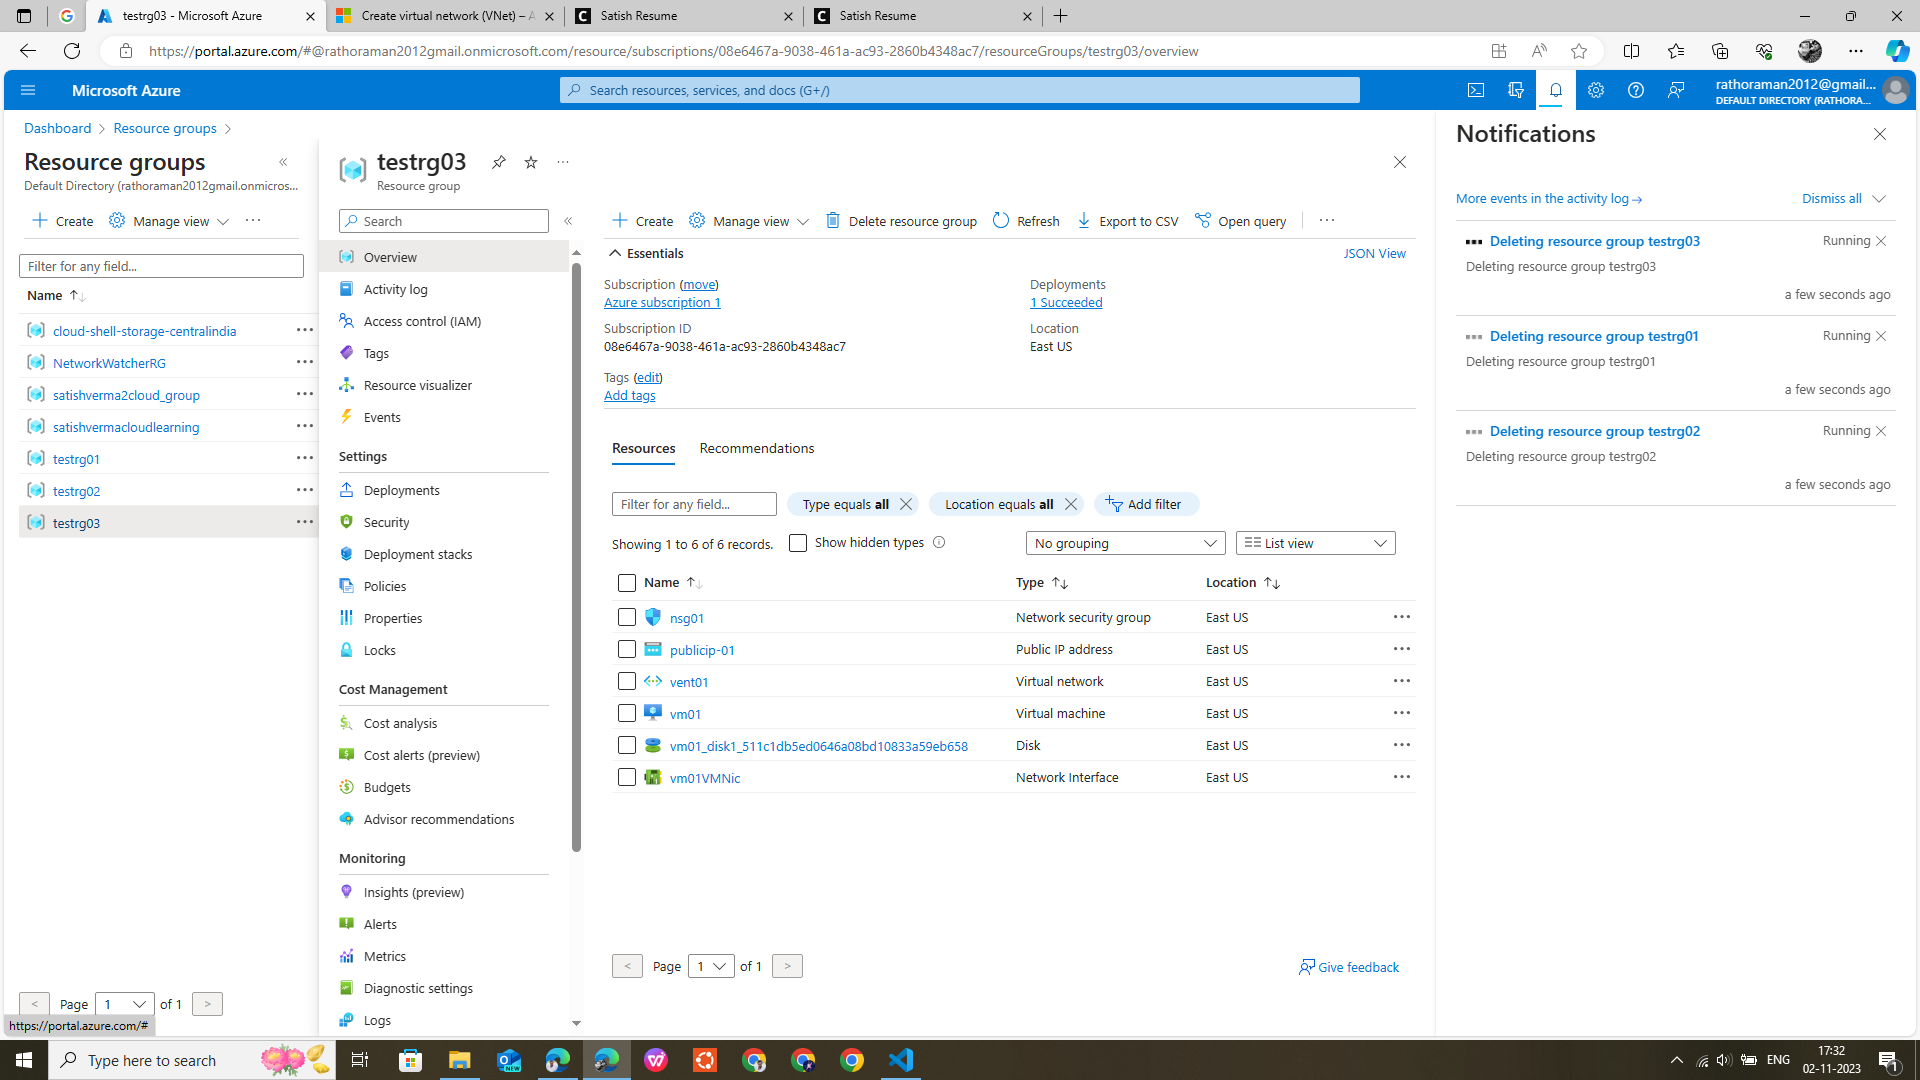 testrg03 - Microsoft Azure
Create virtual network (VNet) – A
Satish Resume
Satish Resume
https://portal.azure.com/#@rathoraman2012gmail.onmicrosoft.com/resource/subscriptions/08e6467a-9038-461a-ac93-2860b4348ac7/resourceGroups/testrg03/overview
Microsoft Azure
Search resources, services, and docs (G+/)
rathoraman2012@gmail...
DEFAULT DIRECTORY (RATHORA...
Dashboard
Resource groups
Resource groups
Default Directory (rathoraman2012gmail.onmicros...
Create
Manage view
Filter for any field...
Name
cloud-shell-storage-centralindia
NetworkWatcherRG
satishverma2cloud_group
satishvermacloudlearning
testrg01
testrg02
testrg03
< Page 1 of 1 >
https://portal.azure.com/#
testrg03
Resource group
Search
Overview
Activity log
Access control (IAM)
Tags
Resource visualizer
Events
Settings
Deployments
Security
Deployment stacks
Policies
Properties
Locks
Cost Management
Cost analysis
Cost alerts (preview)
Budgets
Advisor recommendations
Monitoring
Insights (preview)
Alerts
Metrics
Diagnostic settings
Logs
Create
Manage view
Delete resource group
Refresh
Export to CSV
Open query
Essentials
JSON View
Subscription (move)
Azure subscription 1
Subscription ID
08e6467a-9038-461a-ac93-2860b4348ac7
Deployments
1 Succeeded
Location
East US
Tags (edit)
Add tags
Resources
Recommendations
Filter for any field...
Type equals all
Location equals all
Add filter
Showing 1 to 6 of 6 records.
Show hidden types
No grouping
List view
Name Type Location
nsg01 Network security group East US
publicip-01 Public IP address East US
vent01 Virtual network East US
vm01 Virtual machine East US
vm01_disk1_511c1db5ed0646a08bd10833a59eb658 Disk East US
vm01VMNic Network Interface East US
< Page 1 of 1 >
Give feedback
Notifications
More events in the activity log →
Dismiss all
Deleting resource group testrg03 Running
Deleting resource group testrg03
a few seconds ago
Deleting resource group testrg01 Running
Deleting resource group testrg01
a few seconds ago
Deleting resource group testrg02 Running
Deleting resource group testrg02
a few seconds ago
Type here to search
NEW
ENG
17:32
02-11-2023
1